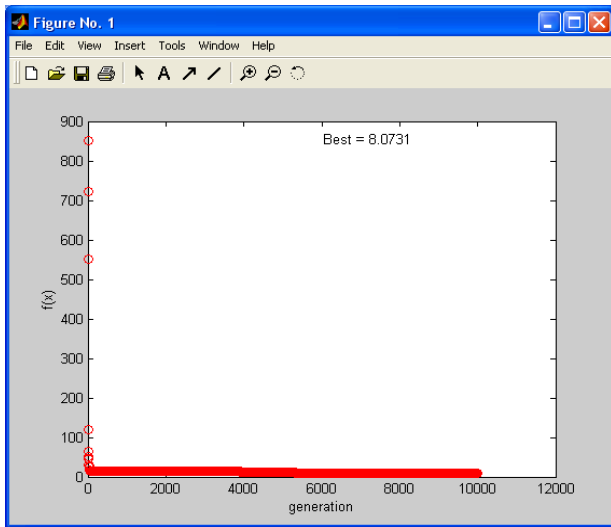 Figure No. 1
File Edit View Insert Tools Window Help
A
Best = 8.0731
900
800
700
600
500
400
300
200
100
0
f(x)
0 2000 4000 6000 8000 10000 12000
generation